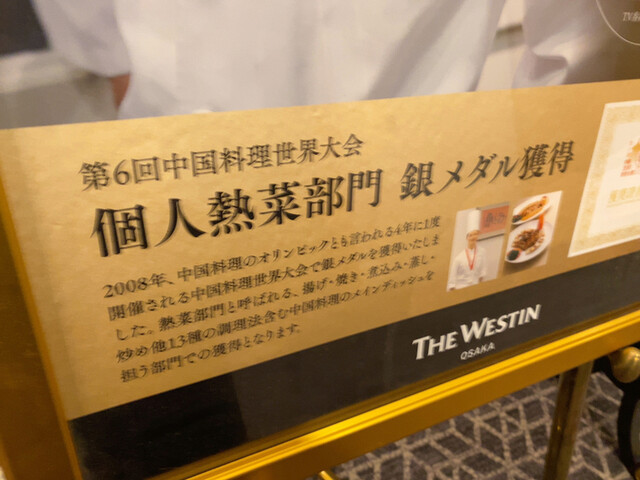 第6回中国料理世界大会
個人熱菜部門 銀メダル獲得
2008年、中国料理のオリンピックとも言われる4年に1度
開催される中国料理世界大会で銀メダルを獲得いたしま
した。熱菜部門と呼ばれる、揚げ・焼き・煮込み・蒸し・
炒め他13種の調理法含む中国料理のメインディッシュを
担う部門での獲得となります。
THE WESTIN
OSAKA